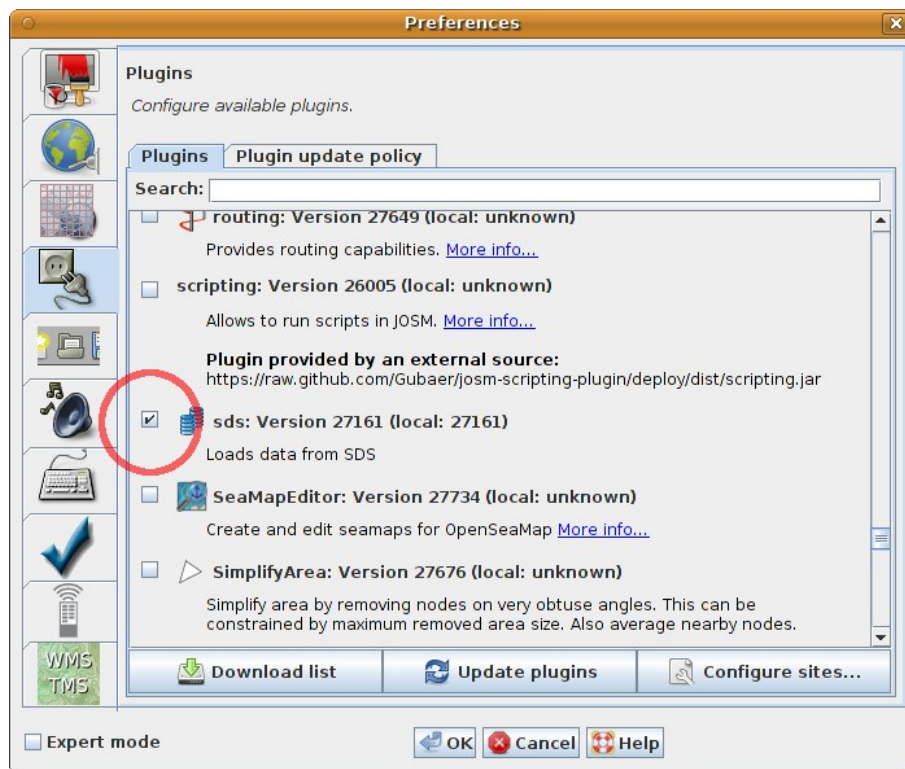 Preferences
Plugins
Configure available plugins.
Plugins Plugin update policy
Search:
routing: Version 27649 (local: unknown)
Provides routing capabilities. More info...
scripting: Version 26005 (local: unknown)
Allows to run scripts in JOSM. More info...
Plugin provided by an external source:
https://raw.github.com/Gubaer/josm-scripting-plugin/deploy/dist/scripting.jar
sds: Version 27161 (local: 27161)
Loads data from SDS
SeaMapEditor: Version 27734 (local: unknown)
Create and edit seamaps for OpenSeaMap More info...
SimplifyArea: Version 27676 (local: unknown)
Simplify area by removing nodes on very obtuse angles. This can be
constrained by maximum removed area size. Also average nearby nodes.
WMS
TMS
Download list Update plugins Configure sites...
Expert mode OK Cancel Help